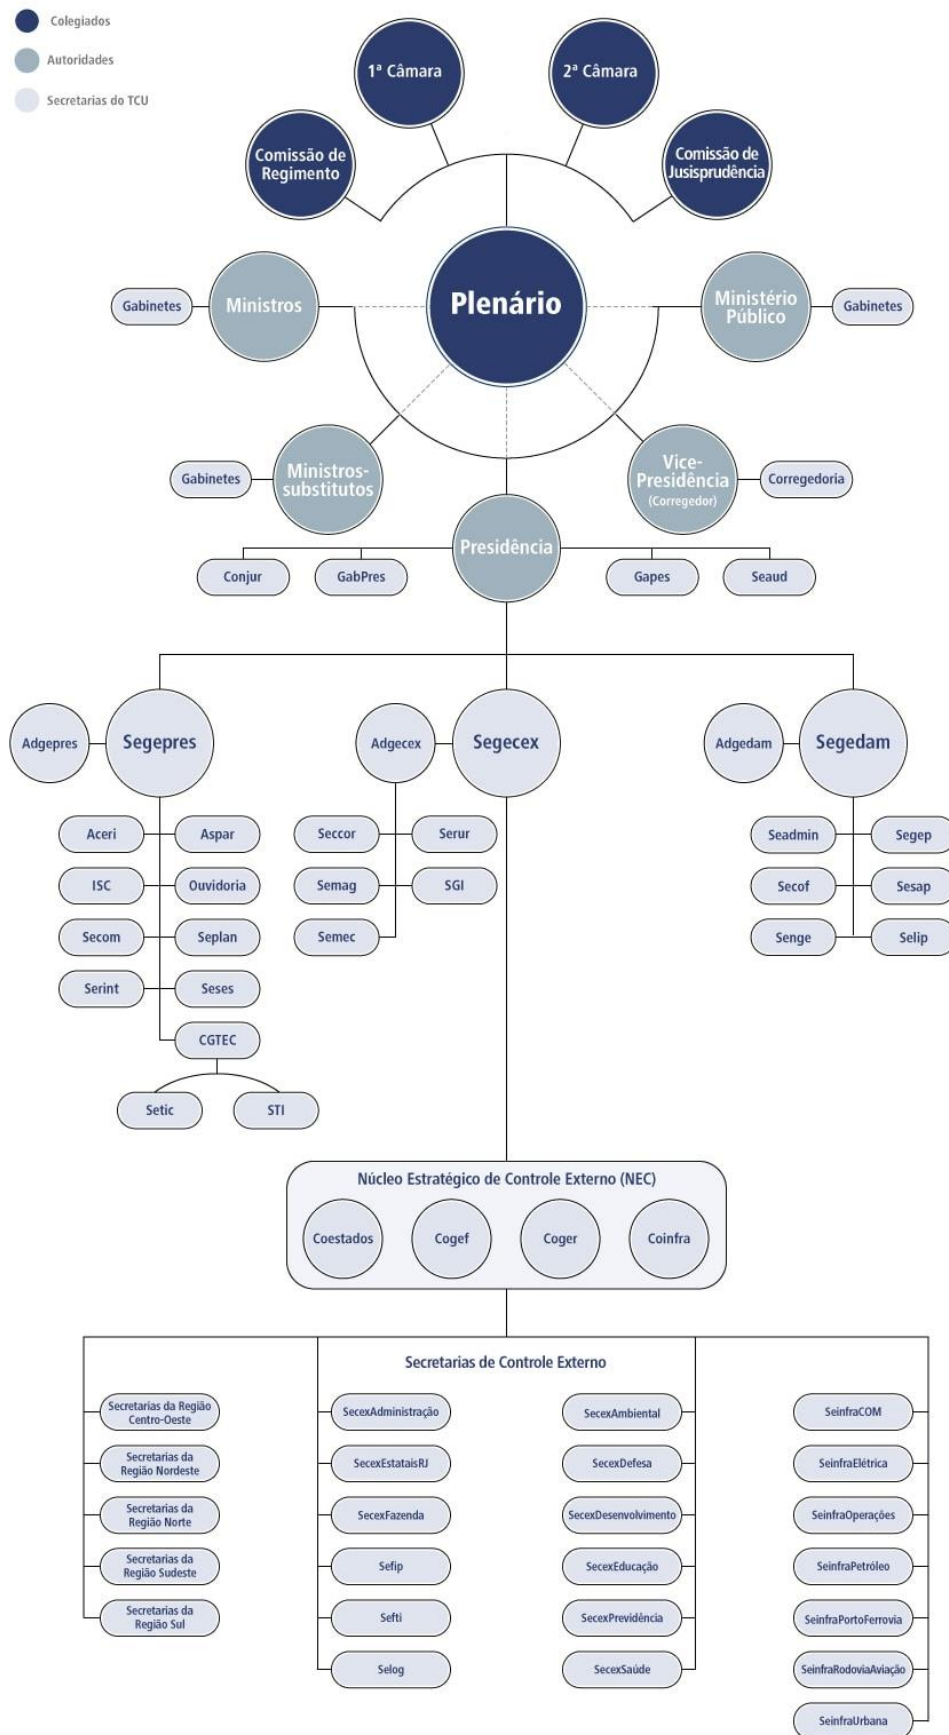 Colegiados
Autoridades
Secretarias do TCU
1ª Câmara
2ª Câmara
Comissão de
Regimento
Comissão de
Jusisprudência
Plenário
Gabinetes
Ministros
Ministério
Público
Gabinetes
Gabinetes
Ministros-
substitutos
Vice-
Presidência
(Corregedor)
Corregedoria
Presidência
Conjur
GabPres
Gapes
Seaud
Adgepres
Segepres
Adgecex
Segecex
Adgedam
Segedam
Aceri
Aspar
ISC
Ouvidoria
Secom
Seplan
Serint
Seses
CGTEC
Setic
STI
Seccor
Serur
Semag
SGI
Semec
Seadmin
Segep
Secof
Sesap
Senge
Selip
Núcleo Estratégico de Controle Externo (NEC)
Coestados
Cogef
Coger
Coinfra
Secretarias de Controle Externo
Secretarias da Região
Centro-Oeste
Secretarias da
Região Nordeste
Secretarias da
Região Norte
Secretarias da
Região Sudeste
Secretarias da
Região Sul
SecexAdministração
SecexEstataisRJ
SecexFazenda
Sefip
Sefti
Selog
SecexAmbiental
SecexDefesa
SecexDesenvolvimento
SecexEducação
SecexPrevidência
SecexSaúde
SeinfraCOM
SeinfraElétrica
SeinfraOperações
SeinfraPetróleo
SeinfraPortoFerrovia
SeinfraRodoviaAviação
SeinfraUrbana